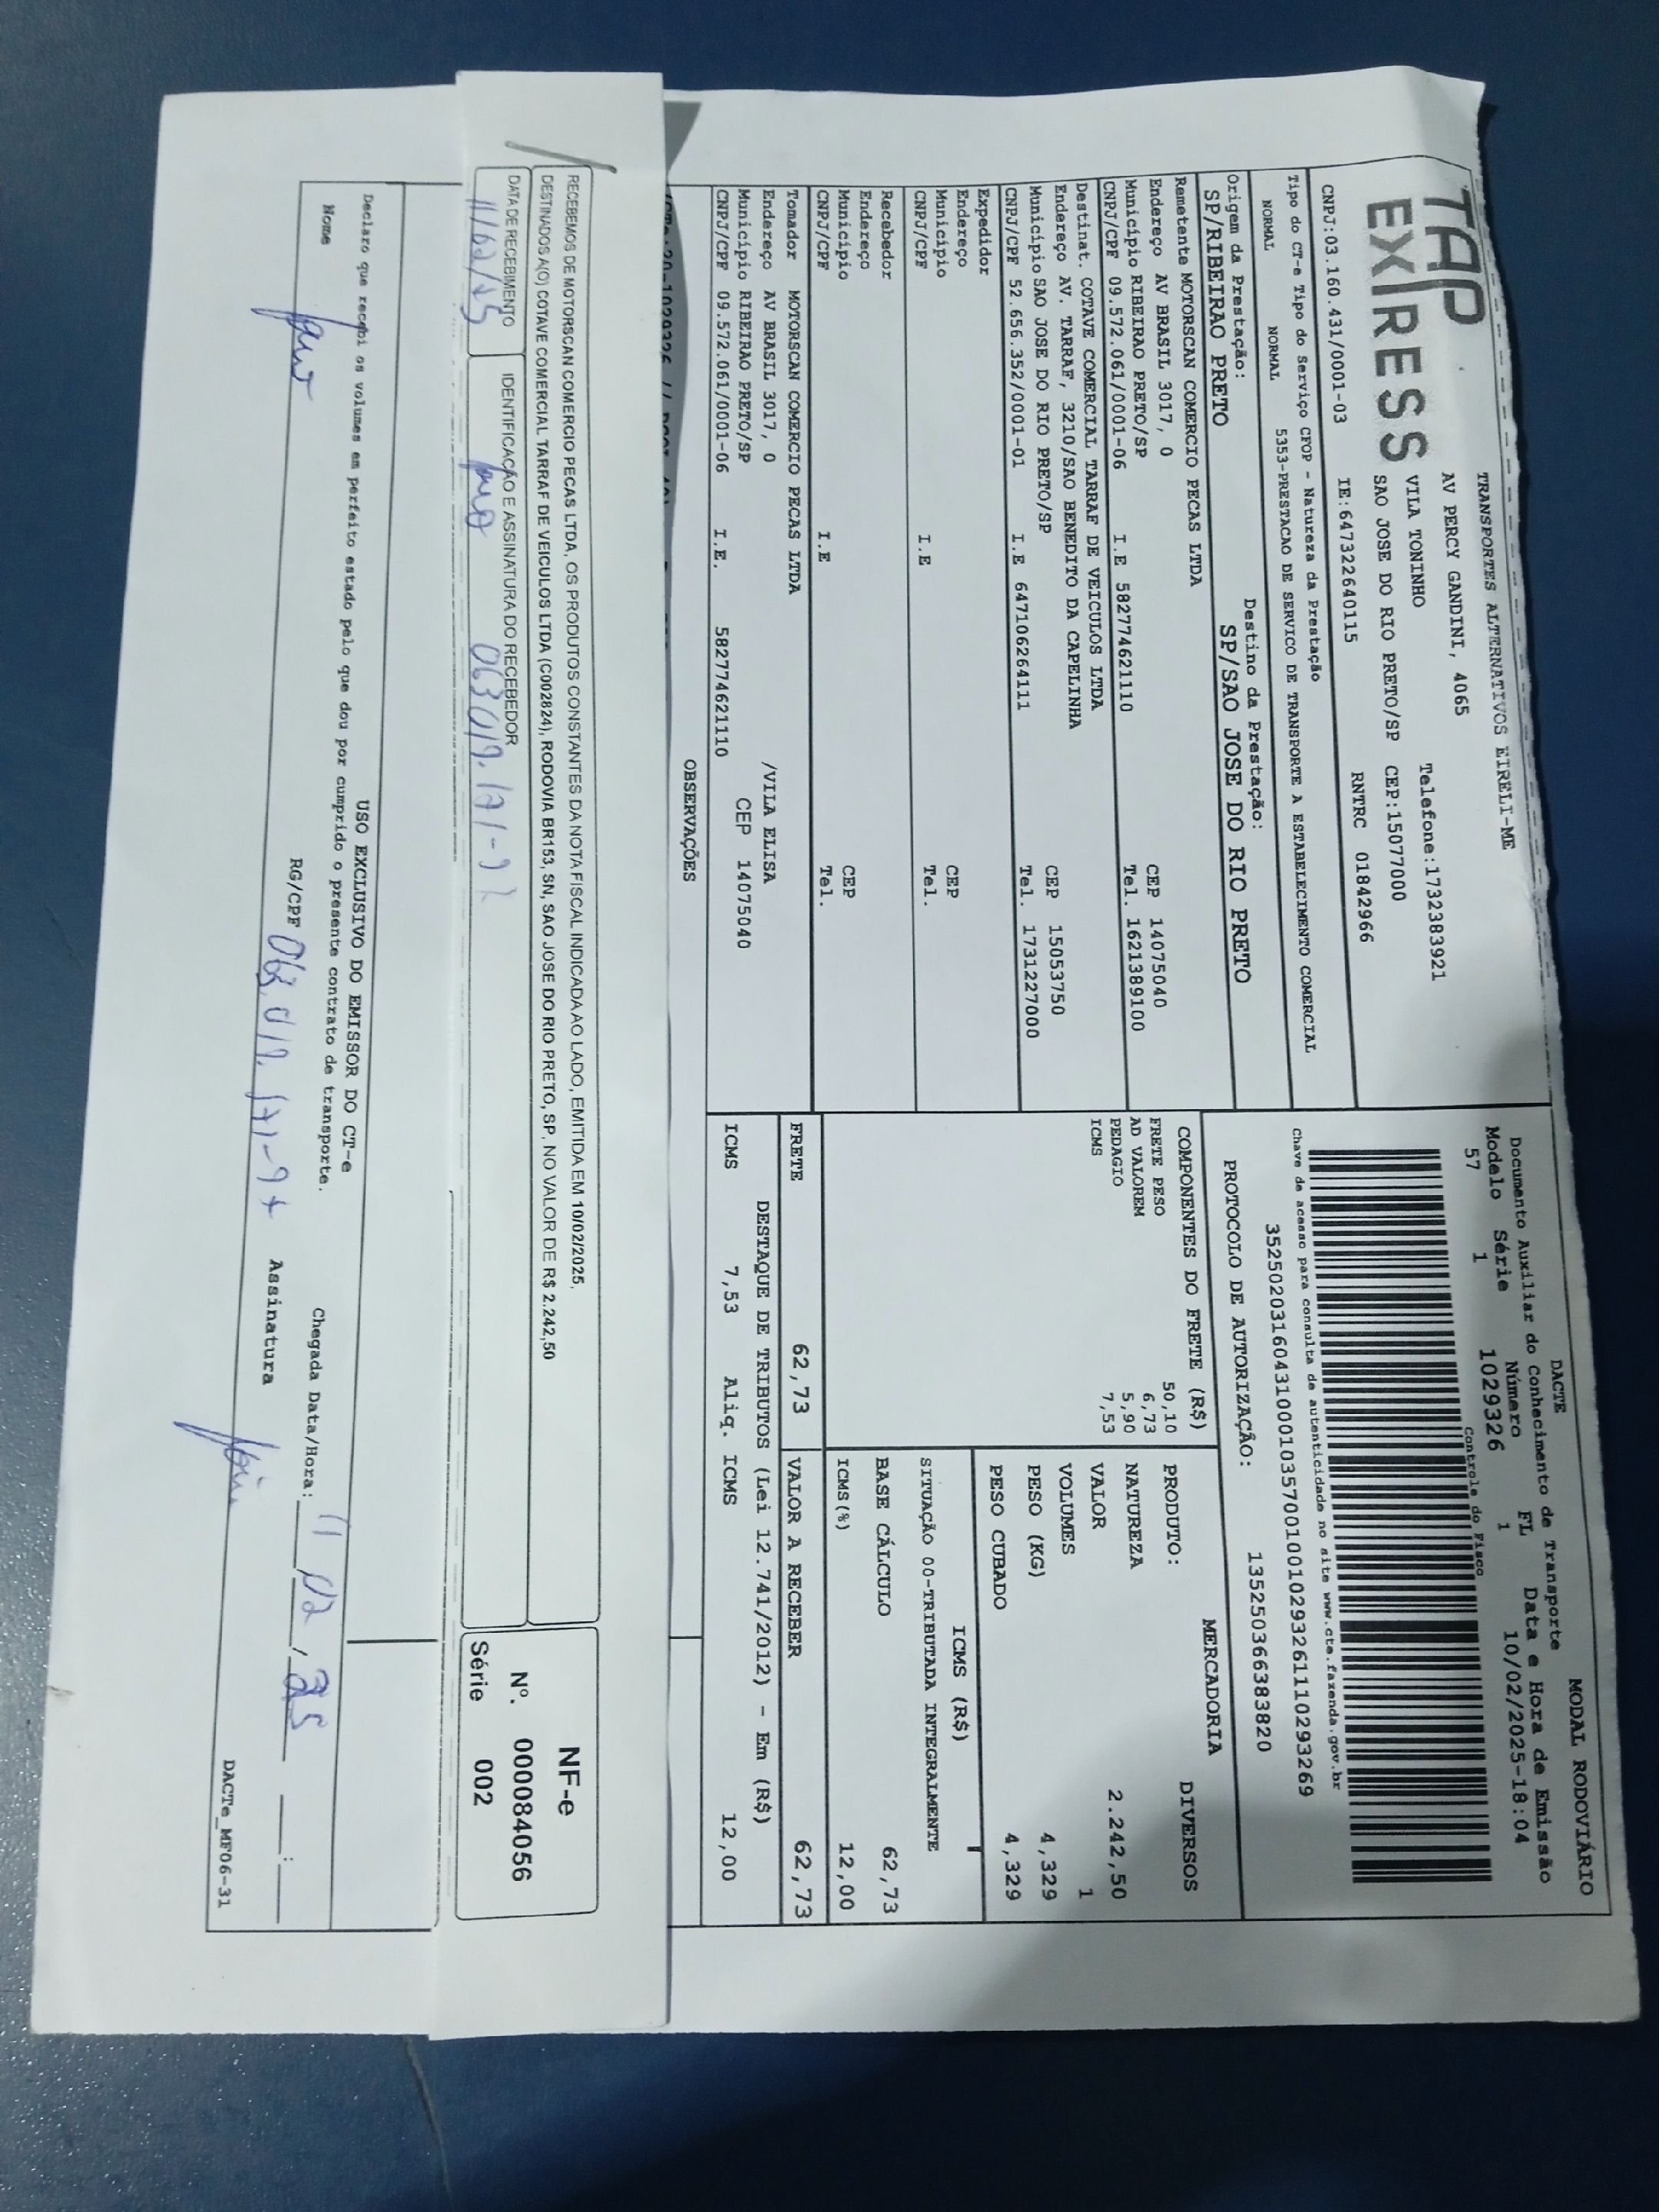 TAP
EXPRESS
TRANSPORTES ALTERNATIVOS EIRELI-ME
AV PERCY GANDINI, 4065
VILA TONINHO Telefone:1732383921
SAO JOSE DO RIO PRETO/SP CEP:15077000
CNPJ:03.160.431/0001-03 IE:647322640115 RNTRC 01842966
Tipo do CT-e Tipo do Serviço CFOP - Natureza da Prestação
NORMAL NORMAL 5353-PRESTACAO DE SERVICO DE TRANSPORTE A ESTABELECIMENTO COMERCIAL
Origem da Prestação: Destino da Prestação:
SP/RIBEIRAO PRETO SP/SAO JOSE DO RIO PRETO
Remetente MOTORSCAN COMERCIO PECAS LTDA
Endereço AV BRASIL 3017, 0 CEP 14075040
Município RIBEIRAO PRETO/SP Tel. 1621389100
CNPJ/CPF 09.572.061/0001-06 I.E 582774621110
Destinat. COTAVE COMERCIAL TARRAF DE VEICULOS LTDA
Endereço AV. TARRAF, 3210/SAO BENEDITO DA CAPELINHA
Município SAO JOSE DO RIO PRETO/SP CEP 15053750
CNPJ/CPF 52.656.352/0001-01 I.E 647106264111 Tel. 1731227000
Expedidor
Endereço
Município CEP
CNPJ/CPF I.E Tel.
Recebedor
Endereço
Município CEP
CNPJ/CPF I.E Tel.
Tomador MOTORSCAN COMERCIO PECAS LTDA
Endereço AV BRASIL 3017, 0 /VILA ELISA
Município RIBEIRAO PRETO/SP CEP 14075040
CNPJ/CPF 09.572.061/0001-06 I.E. 582774621110
MODAL RODOVIÁRIO
DACTE
Documento Auxiliar do Conhecimento de Transporte
Modelo Série Número FL Data e Hora de Emissão
57 1 1029326 1 10/02/2025-18:04
Controle do Fisco
Chave de acesso para consulta de autenticidade no site www.cte.fazenda.gov.br
35250203160431000103570010010293261110293269
PROTOCOLO DE AUTORIZAÇÃO: 135250366383820
COMPONENTES DO FRETE (R$)
FRETE PESO 50,10
AD VALOREM 6,73
PEDAGIO 5,90
ICMS 7,53
MERCADORIA
PRODUTO: DIVERSOS
NATUREZA
VALOR 2.242,50
VOLUMES 1
PESO (KG) 4,329
PESO CUBADO 4,329
ICMS (R$)
SITUAÇÃO 00-TRIBUTADA INTEGRALMENTE
BASE CÁLCULO 62,73
ICMS(%) 12,00
FRETE 62,73 VALOR A RECEBER 62,73
DESTAQUE DE TRIBUTOS (Lei 12.741/2012) - Em (R$)
ICMS 7,53 Aliq. ICMS 12,00
OBSERVAÇÕES
RECEBEMOS DE MOTORSCAN COMERCIO PECAS LTDA, OS PRODUTOS CONSTANTES DA NOTA FISCAL INDICADA AO LADO, EMITIDA EM 10/02/2025,
DESTINADOS A(O) COTAVE COMERCIAL TARRAF DE VEICULOS LTDA (C002824), RODOVIA BR153, SN, SAO JOSE DO RIO PRETO, SP, NO VALOR DE R$ 2.242,50
DATA DE RECEBIMENTO IDENTIFICAÇÃO E ASSINATURA DO RECEBEDOR
11/02/25
NF-e
Nº. 000084056
Série 002
USO EXCLUSIVO DO EMISSOR DO CT-e
Declaro que recebi os volumes em perfeito estado pelo que dou por cumprido o presente contrato de transporte.
Chegada Data/Hora: 11/02/25 :
Nome RG/CPF Assinatura
DACTe_MF06-31